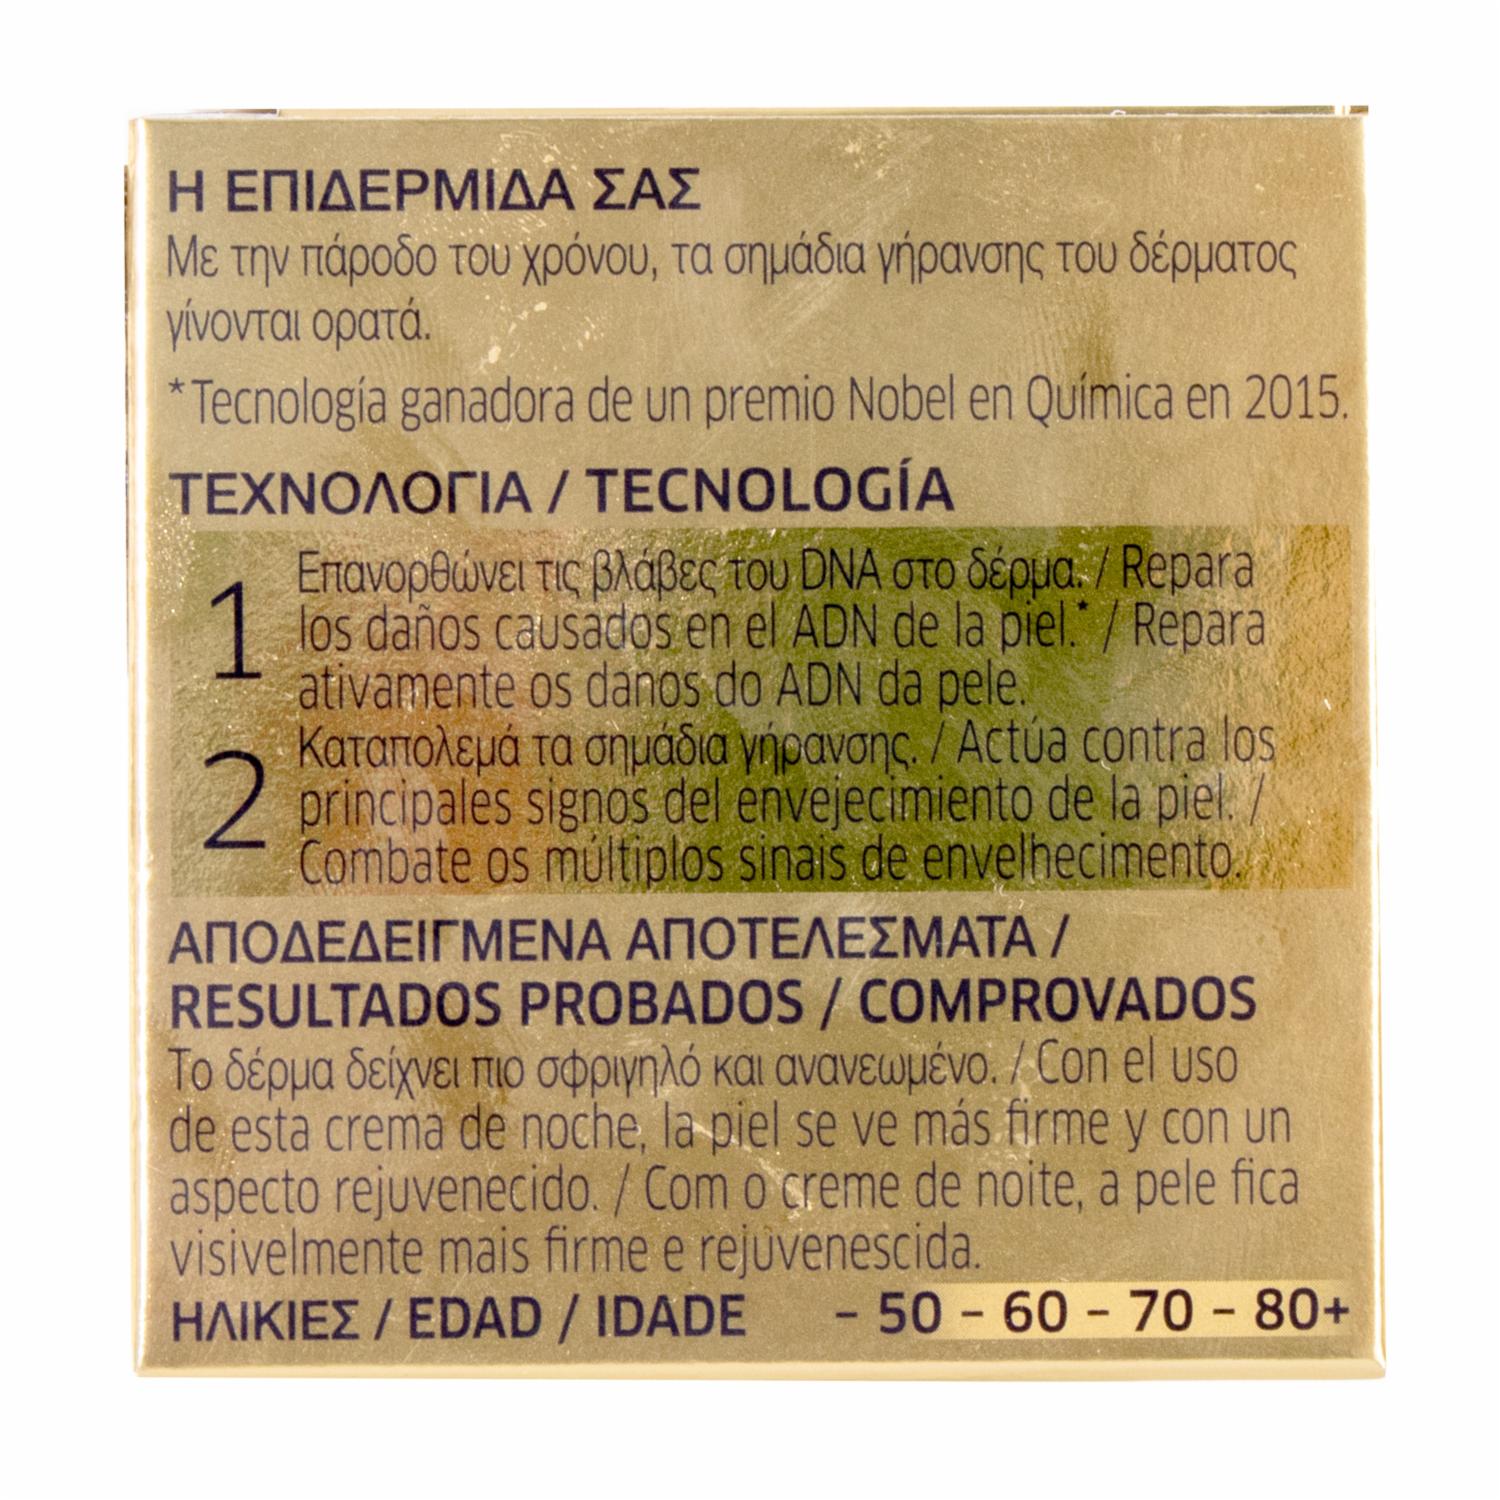 Η ΕΠΙΔΕΡΜΙΔΑ ΣΑΣ
Με την πάροδο του χρόνου, τα σημάδια γήρανσης του δέρματος
γίνονται ορατά.
*Tecnología ganadora de un premio Nobel en Química en 2015.
ΤΕΧΝΟΛΟΓΙΑ / TECNOLOGÍA
1 Επανορθώνει τις βλάβες του DNA στο δέρμα. / Repara
los daños causados en el ADN de la piel.* / Repara
ativamente os danos do ADN da pele.
2 Καταπολεμά τα σημάδια γήρανσης. / Actúa contra los
principales signos del envejecimiento de la piel. /
Combate os múltiplos sinais de envelhecimento.
ΑΠΟΔΕΔΕΙΓΜΕΝΑ ΑΠΟΤΕΛΕΣΜΑΤΑ /
RESULTADOS PROBADOS / COMPROVADOS
Το δέρμα δείχνει πιο σφριγηλό και ανανεωμένο. / Con el uso
de esta crema de noche, la piel se ve más firme y con un
aspecto rejuvenecido. / Com o creme de noite, a pele fica
visivelmente mais firme e rejuvenescida.
ΗΛΙΚΙΕΣ / EDAD / IDADE – 50 – 60 – 70 – 80+